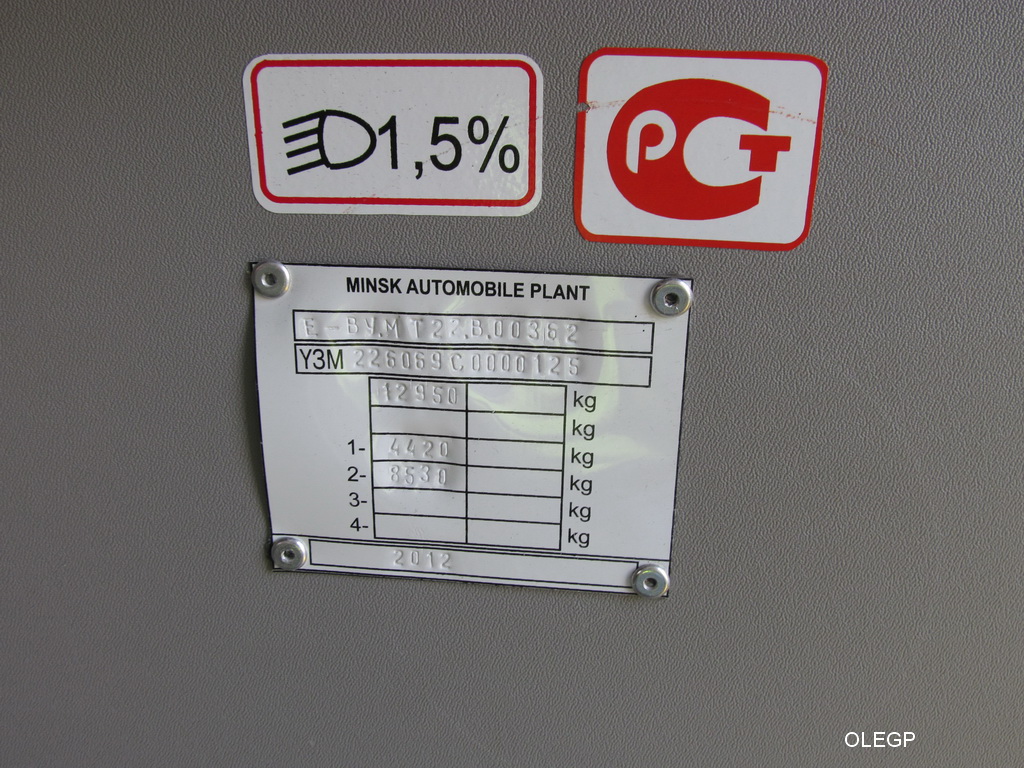 1,5%
РСТ
MINSK AUTOMOBILE PLANT
E-BY.MT22.B.00362
Y3M 226069C0000125
12950 kg
kg
1- 4420 kg
2- 8530 kg
3- kg
4- kg
2012
OLEGP